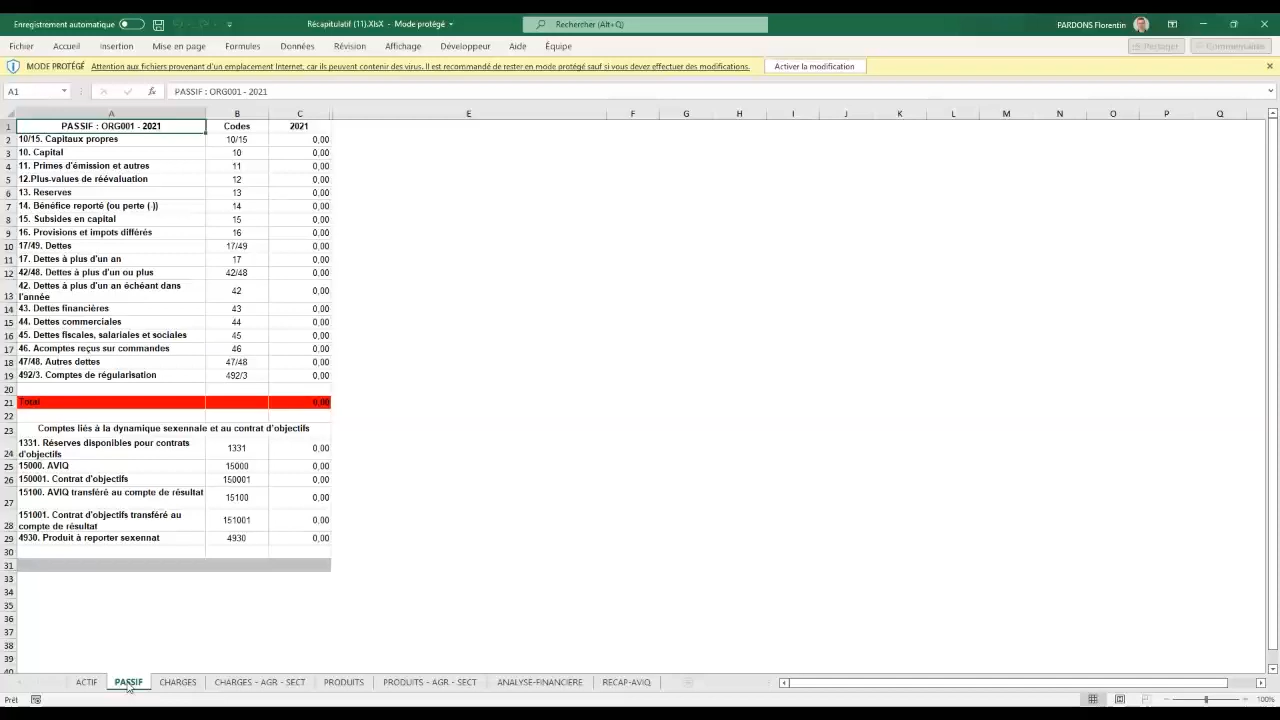 Enregistrement automatique
Récapitulatif (11).XlsX - Mode protégé
Rechercher (Alt+Q)
PARDONS Florentin
Fichier Accueil Insertion Mise en page Formules Données Révision Affichage Développeur Aide Équipe Partager Commentaires
MODE PROTÉGÉ Attention aux fichiers provenant d'un emplacement Internet, car ils peuvent contenir des virus. Il est recommandé de rester en mode protégé sauf si vous devez effectuer des modifications. Activer la modification
A1 fx PASSIF : ORG001 - 2021
A B C E F G H I J K L M N O P Q
1 PASSIF : ORG001 - 2021 Codes 2021
2 10/15. Capitaux propres 10/15 0,00
3 10. Capital 10 0,00
4 11. Primes d'émission et autres 11 0,00
5 12.Plus-values de réévaluation 12 0,00
6 13. Reserves 13 0,00
7 14. Bénéfice reporté (ou perte (-)) 14 0,00
8 15. Subsides en capital 15 0,00
9 16. Provisions et impots différés 16 0,00
10 17/49. Dettes 17/49 0,00
11 17. Dettes à plus d'un an 17 0,00
12 42/48. Dettes à plus d'un ou plus 42/48 0,00
42. Dettes à plus d'un an échéant dans
13 l'année 42 0,00
14 43. Dettes financières 43 0,00
15 44. Dettes commerciales 44 0,00
16 45. Dettes fiscales, salariales et sociales 45 0,00
17 46. Acomptes reçus sur commandes 46 0,00
18 47/48. Autres dettes 47/48 0,00
19 492/3. Comptes de régularisation 492/3 0,00
20
21 Total 0,00
22
23 Comptes liés à la dynamique sexennale et au contrat d'objectifs
1331. Réserves disponibles pour contrats
24 d'objectifs 1331 0,00
25 15000. AVIQ 15000 0,00
26 150001. Contrat d'objectifs 150001 0,00
15100. AVIQ transféré au compte de résultat
27 15100 0,00
151001. Contrat d'objectifs transféré au
28 compte de résultat 151001 0,00
29 4930. Produit à reporter sexennat 4930 0,00
30
31
33
34
35
36
37
38
39
40
ACTIF PASSIF CHARGES CHARGES - AGR. - SECT PRODUITS PRODUITS - AGR. - SECT ANALYSE-FINANCIERE RECAP-AVIQ
Prêt 100%